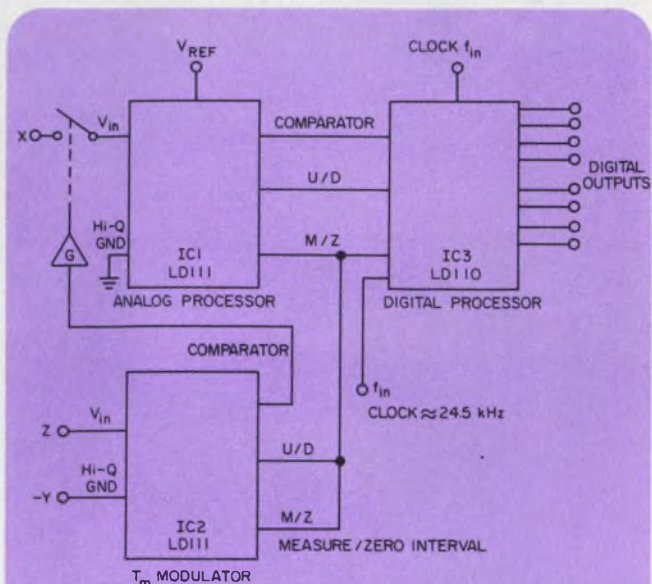 VREF
CLOCK fin
X
Vin
COMPARATOR
U/D
DIGITAL
OUTPUTS
Hi-Q
GND
M/Z
G
IC1
LD111
IC3
LD110
ANALOG PROCESSOR
DIGITAL PROCESSOR
COMPARATOR
fin
CLOCK ≈ 24.5 kHz
Z
Vin
Hi-Q
GND
U/D
-Y
M/Z
IC2
LD111
MEASURE/ZERO INTERVAL
Tm MODULATOR